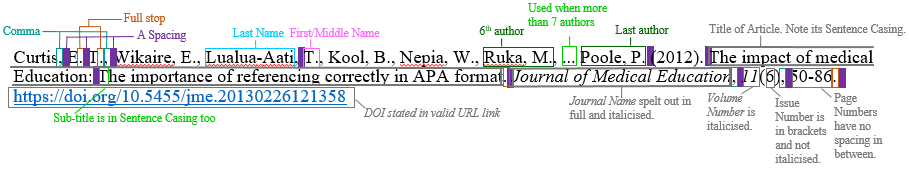 Full stop
Used when more
than 7 authors
Comma
A Spacing
Last Name
First/Middle Name
6th author
Last author
Title of Article. Note its Sentence Casing.
Curtis, E. T., Wikaire, E., Lualua-Aati, T., Kool, B., Nepia, W., Ruka, M., ... Poole, P. (2012). The impact of medical
Education: The importance of referencing correctly in APA format. Journal of Medical Education, 11(6), 50-86.
https://doi.org/10.5455/jme.20130226121358
DOI stated in valid URL link
Sub-title is in Sentence Casing too
Journal Name spelt out in
full and italicised.
Volume
Number is
italicised.
Issue
Number is
in brackets
and not
italicised.
Page
Numbers
have no
spacing in
between.